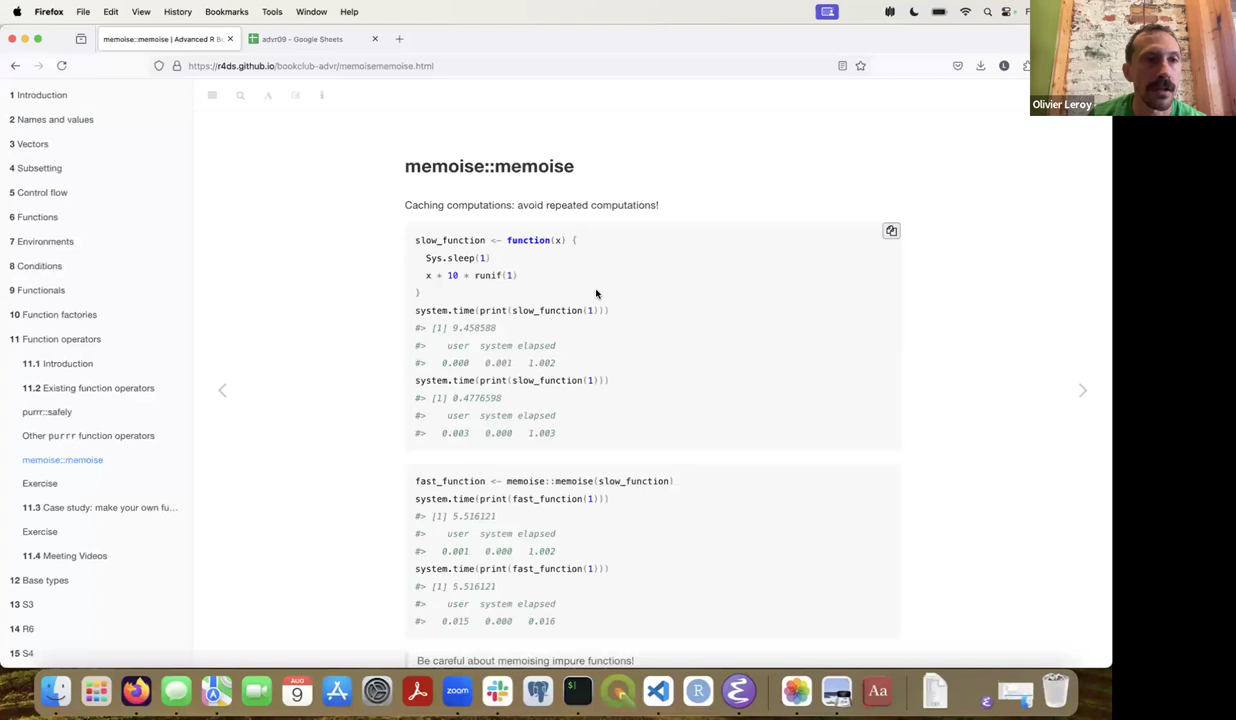 Firefox File Edit View History Bookmarks Tools Window Help
memoise::memoise | Advanced R B
advr09 - Google Sheets
https://r4ds.github.io/bookclub-advr/memoisememoise.html
Olivier Leroy
1 Introduction
2 Names and values
3 Vectors
4 Subsetting
5 Control flow
6 Functions
7 Environments
8 Conditions
9 Functionals
10 Function factories
11 Function operators
11.1 Introduction
11.2 Existing function operators
purrr::safely
Other purrr function operators
memoise::memoise
Exercise
11.3 Case study: make your own fu...
Exercise
11.4 Meeting Videos
12 Base types
13 S3
14 R6
15 S4
memoise::memoise
Caching computations: avoid repeated computations!
slow_function <- function(x) {
Sys.sleep(1)
x * 10 * runif(1)
}
system.time(print(slow_function(1)))
#> [1] 9.458588
#> user system elapsed
#> 0.000 0.001 1.002
system.time(print(slow_function(1)))
#> [1] 0.4776598
#> user system elapsed
#> 0.003 0.000 1.003
fast_function <- memoise::memoise(slow_function)
system.time(print(fast_function(1)))
#> [1] 5.516121
#> user system elapsed
#> 0.001 0.000 1.002
system.time(print(fast_function(1)))
#> [1] 5.516121
#> user system elapsed
#> 0.015 0.000 0.016
Be careful about memoising impure functions!
AUG
9
zoom
$
R
Aa